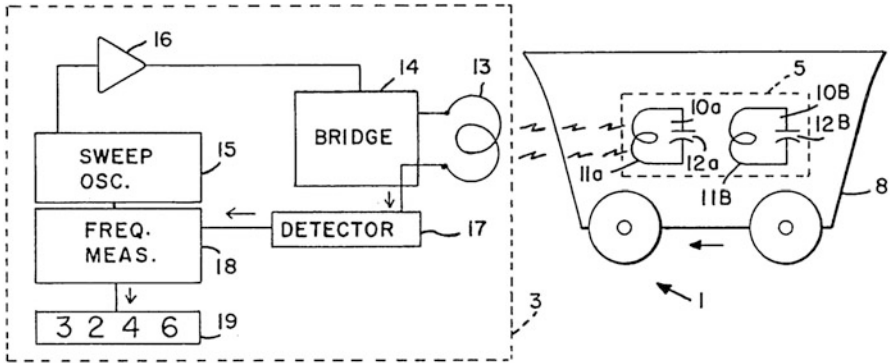 16
14
13
5
10a
10B
BRIDGE
12a
12B
SWEEP
OSC.
15
11a
11B
8
FREQ.
MEAS.
18
DETECTOR
17
3 2 4 6
19
3
1